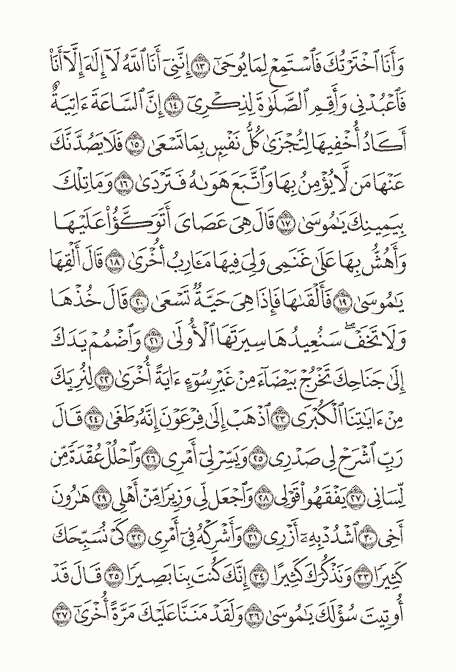 وَأَنَا ٱخْتَرْتُكَ فَٱسْتَمِعْ لِمَا يُوحَىٰٓ ١٣ إِنَّنِىٓ أَنَا ٱللَّهُ لَآ إِلَٰهَ إِلَّآ أَنَا۠
فَٱعْبُدْنِى وَأَقِمِ ٱلصَّلَوٰةَ لِذِكْرِىٓ ١٤ إِنَّ ٱلسَّاعَةَ ءَاتِيَةٌ
أَكَادُ أُخْفِيهَا لِتُجْزَىٰ كُلُّ نَفْسٍۭ بِمَا تَسْعَىٰ ١٥ فَلَا يَصُدَّنَّكَ
عَنْهَا مَن لَّا يُؤْمِنُ بِهَا وَٱتَّبَعَ هَوَىٰهُ فَتَرْدَىٰ ١٦ وَمَا تِلْكَ
بِيَمِينِكَ يَٰمُوسَىٰ ١٧ قَالَ هِىَ عَصَاىَ أَتَوَكَّؤُا۟ عَلَيْهَا
وَأَهُشُّ بِهَا عَلَىٰ غَنَمِى وَلِىَ فِيهَا مَـَٔارِبُ أُخْرَىٰ ١٨ قَالَ أَلْقِهَا
يَٰمُوسَىٰ ١٩ فَأَلْقَىٰهَا فَإِذَا هِىَ حَيَّةٌ تَسْعَىٰ ٢٠ قَالَ خُذْهَا
وَلَا تَخَفْ ۖ سَنُعِيدُهَا سِيرَتَهَا ٱلْأُولَىٰ ٢١ وَٱضْمُمْ يَدَكَ
إِلَىٰ جَنَاحِكَ تَخْرُجْ بَيْضَآءَ مِنْ غَيْرِ سُوٓءٍ ءَايَةً أُخْرَىٰ ٢٢ لِنُرِيَكَ
مِنْ ءَايَٰتِنَا ٱلْكُبْرَى ٢٣ ٱذْهَبْ إِلَىٰ فِرْعَوْنَ إِنَّهُۥ طَغَىٰ ٢٤ قَالَ
رَبِّ ٱشْرَحْ لِى صَدْرِى ٢٥ وَيَسِّرْ لِىٓ أَمْرِى ٢٦ وَٱحْلُلْ عُقْدَةً مِّن
لِّسَانِى ٢٧ يَفْقَهُوا۟ قَوْلِى ٢٨ وَٱجْعَل لِّى وَزِيرًا مِّنْ أَهْلِى ٢٩ هَٰرُونَ
أَخِى ٣٠ ٱشْدُدْ بِهِۦٓ أَزْرِى ٣١ وَأَشْرِكْهُ فِىٓ أَمْرِى ٣٢ كَىْ نُسَبِّحَكَ
كَثِيرًا ٣٣ وَنَذْكُرَكَ كَثِيرًا ٣٤ إِنَّكَ كُنتَ بِنَا بَصِيرًا ٣٥ قَالَ قَدْ
أُوتِيتَ سُؤْلَكَ يَٰمُوسَىٰ ٣٦ وَلَقَدْ مَنَنَّا عَلَيْكَ مَرَّةً أُخْرَىٰٓ ٣٧